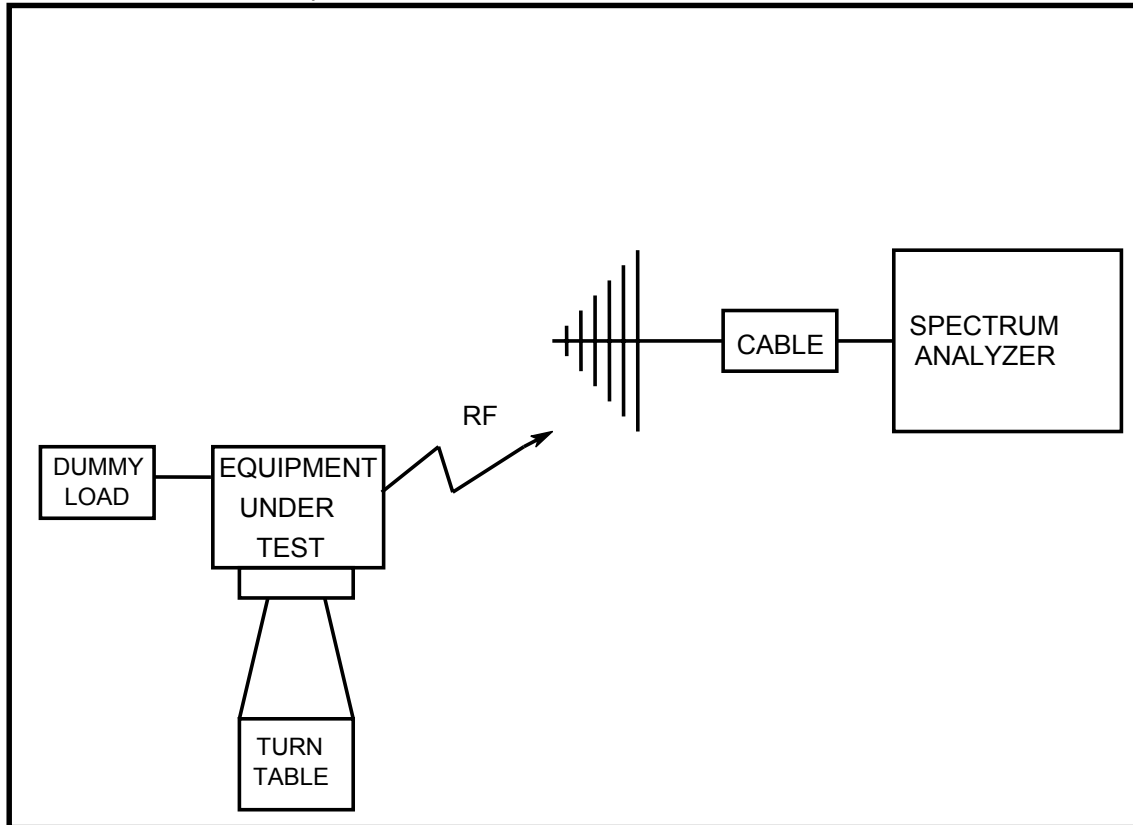 SPECTRUM
ANALYZER
CABLE
RF
DUMMY
LOAD
EQUIPMENT
UNDER
TEST
TURN
TABLE